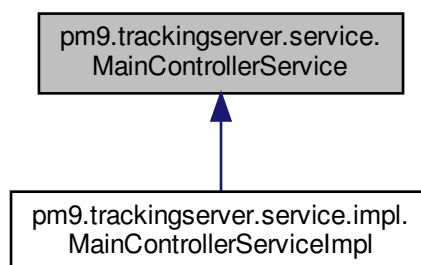 pm9.trackingserver.service.
MainControllerService
pm9.trackingserver.service.impl.
MainControllerServiceImpl